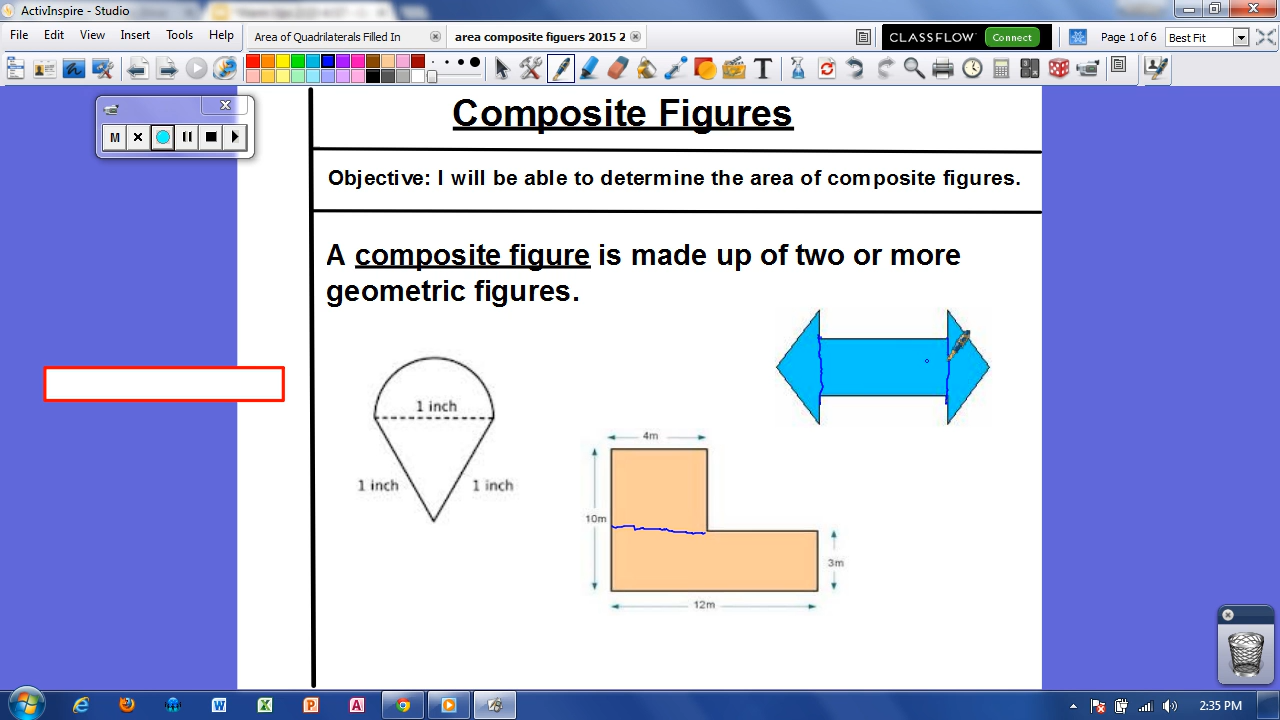 ActivInspire - Studio
File Edit View Insert Tools Help
Area of Quadrilaterals Filled In
area composite figuers 2015 2
CLASSFLOW Connect
Page 1 of 6
Best Fit
M
Composite Figures
Objective: I will be able to determine the area of composite figures.
A composite figure is made up of two or more
geometric figures.
1 inch
1 inch 1 inch
4m
10m
3m
12m
2:35 PM